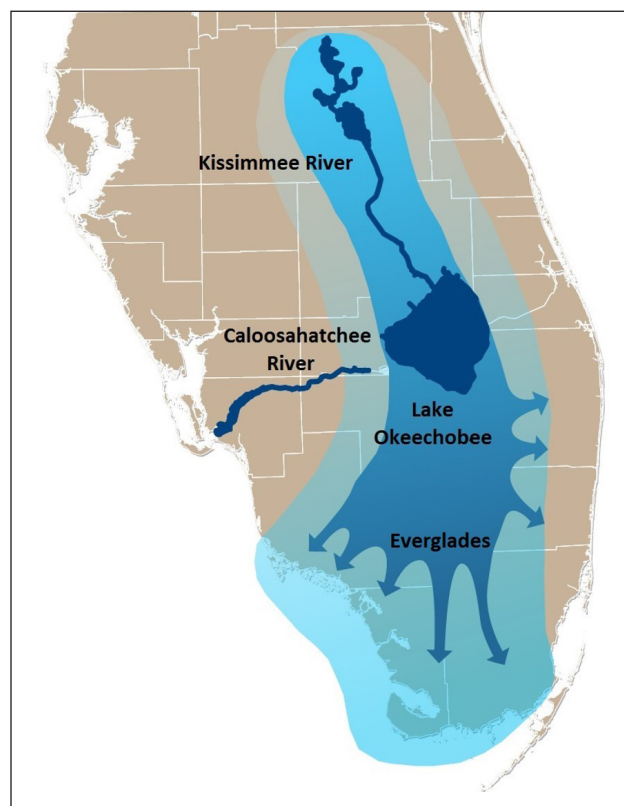 Kissimmee River
Caloosahatchee
River
Lake
Okeechobee
Everglades